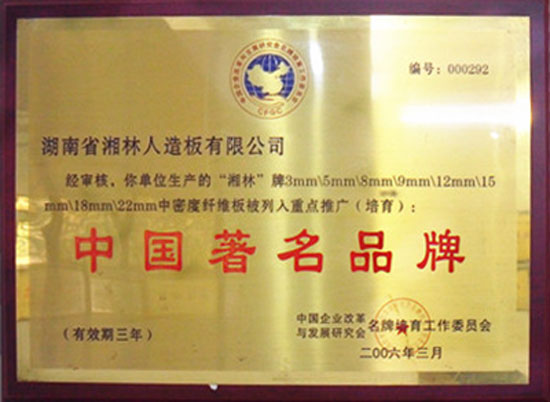 编号：000292
CFGC
湖南省湘林人造板有限公司
经审核，你单位生产的“湘林”牌3mm\5mm\8mm\9mm\12mm\15
mm\18mm\22mm中密度纤维板被列入重点推广（培育）：
中国著名品牌
中国企业改革
与发展研究会 名牌培育工作委员会
（有效期三年）
二00六年三月